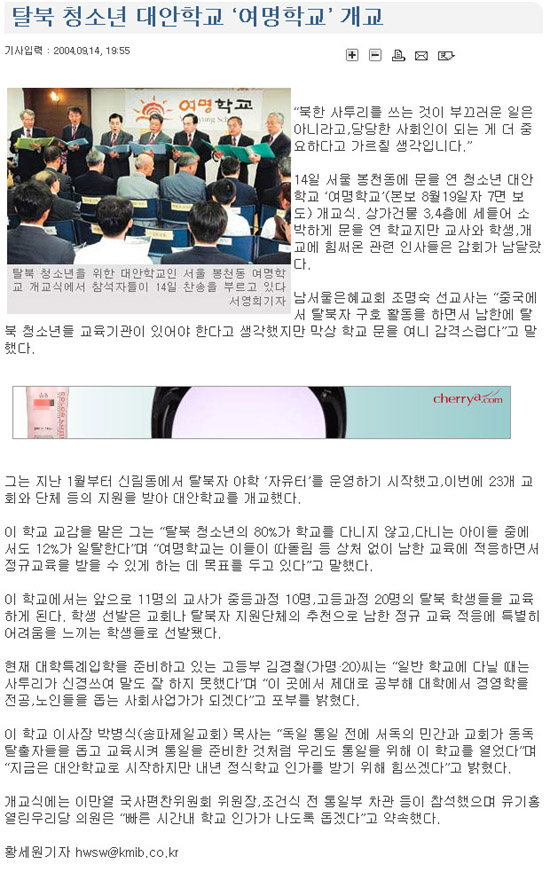 탈북 청소년 대안학교 ‘여명학교’ 개교
기사입력 : 2004.09.14, 19:55
여명학교
“북한 사투리를 쓰는 것이 부끄러운 일은
아니라고,당당한 사회인이 되는 게 더 중
요하다고 가르칠 생각입니다.”
14일 서울 봉천동에 문을 연 청소년 대안
학교 ‘여명학교’(본보 8월19일자 7면 보
도) 개교식. 상가건물 3,4층에 세들어 소
박하게 문을 연 학교지만 교사와 학생,개
교에 힘써온 관련 인사들은 감회가 남달랐
다.
탈북 청소년을 위한 대안학교인 서울 봉천동 여명학
교 개교식에서 참석자들이 14일 찬송을 부르고 있다
서영희기자
남서울은혜교회 조명숙 선교사는 “중국에
서 탈북자 구호 활동을 하면서 남한에 탈
북 청소년들 교육기관이 있어야 한다고 생각했지만 막상 학교 문을 여니 감격스럽다”고 말
했다.
cherrya.com
그는 지난 1월부터 신림동에서 탈북자 야학 ‘자유터’를 운영하기 시작했고,이번에 23개 교
회와 단체 등의 지원을 받아 대안학교를 개교했다.
이 학교 교감을 맡은 그는 “탈북 청소년의 80%가 학교를 다니지 않고,다니는 아이들 중에
서도 12%가 일탈한다”며 “여명학교는 이들이 따돌림 등 상처 없이 남한 교육에 적응하면서
정규교육을 받을 수 있게 하는 데 목표를 두고 있다”고 말했다.
이 학교에서는 앞으로 11명의 교사가 중등과정 10명,고등과정 20명의 탈북 학생들을 교육
하게 된다. 학생 선발은 교회나 탈북자 지원단체의 추천으로 남한 정규 교육 적응에 특별히
어려움을 느끼는 학생들로 선발됐다.
현재 대학특례입학을 준비하고 있는 고등부 김경철(가명·20)씨는 “일반 학교에 다닐 때는
사투리가 신경쓰여 말도 잘 하지 못했다”며 “이 곳에서 제대로 공부해 대학에서 경영학을
전공,노인들을 돕는 사회사업가가 되겠다”고 포부를 밝혔다.
이 학교 이사장 박병식(송파제일교회) 목사는 “독일 통일 전에 서독의 민간과 교회가 동독
탈출자들을 돕고 교육시켜 통일을 준비한 것처럼 우리도 통일을 위해 이 학교를 열었다”며
“지금은 대안학교로 시작하지만 내년 정식학교 인가를 받기 위해 힘쓰겠다”고 밝혔다.
개교식에는 이만열 국사편찬위원회 위원장,조건식 전 통일부 차관 등이 참석했으며 유기홍
열린우리당 의원은 “빠른 시간내 학교 인가가 나도록 돕겠다”고 약속했다.
황세원기자 hwsw@kmib.co.kr